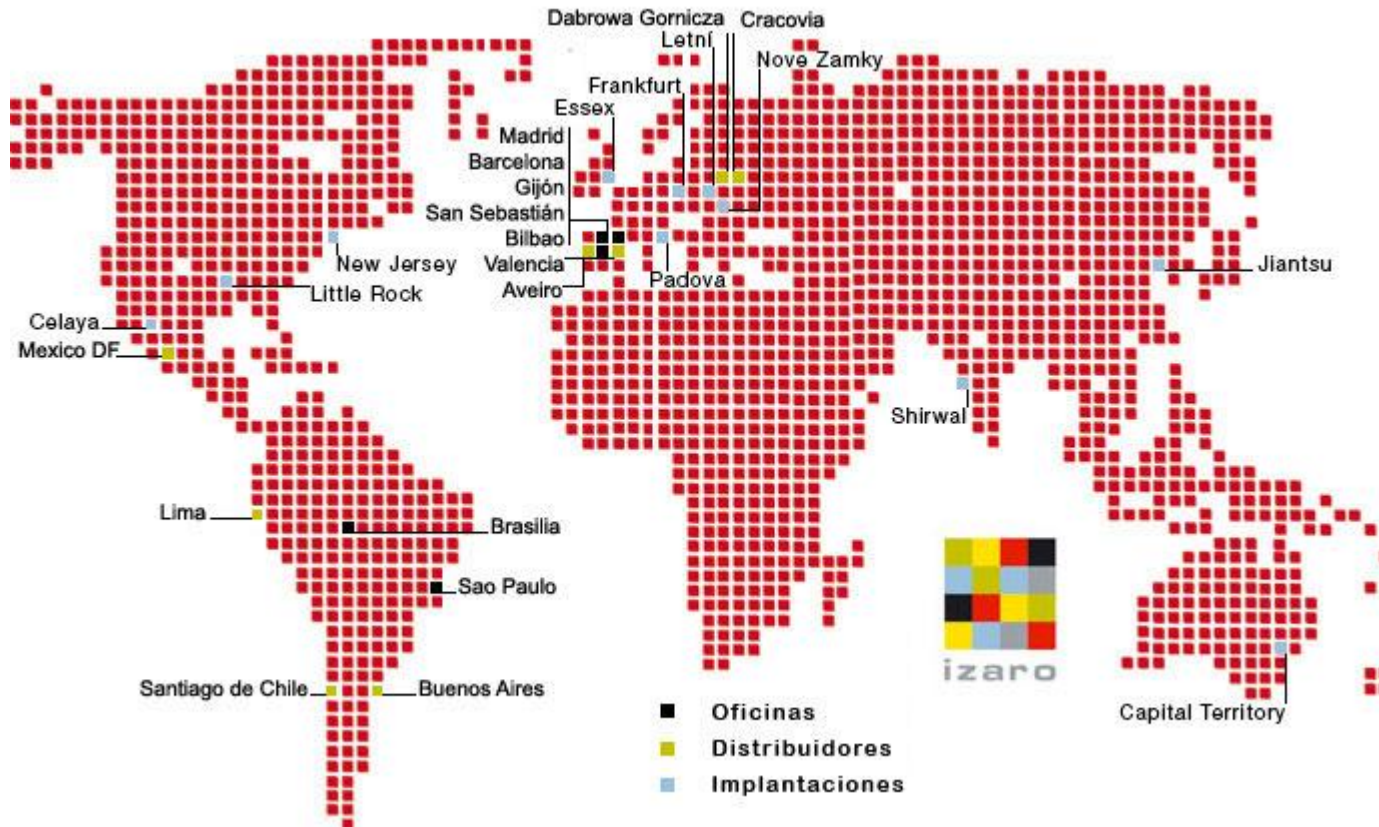 Dabrowa Gornicza
Cracovia
Letní
Nove Zamky
Frankfurt
Essex
Madrid
Barcelona
Gijón
San Sebastián
Bilbao
Valencia
Aveiro
Padova
New Jersey
Little Rock
Jiantsu
Celaya
Mexico DF
Shirwal
Lima
Brasilia
Sao Paulo
izaro
Santiago de Chile
Buenos Aires
Capital Territory
Oficinas
Distribuidores
Implantaciones